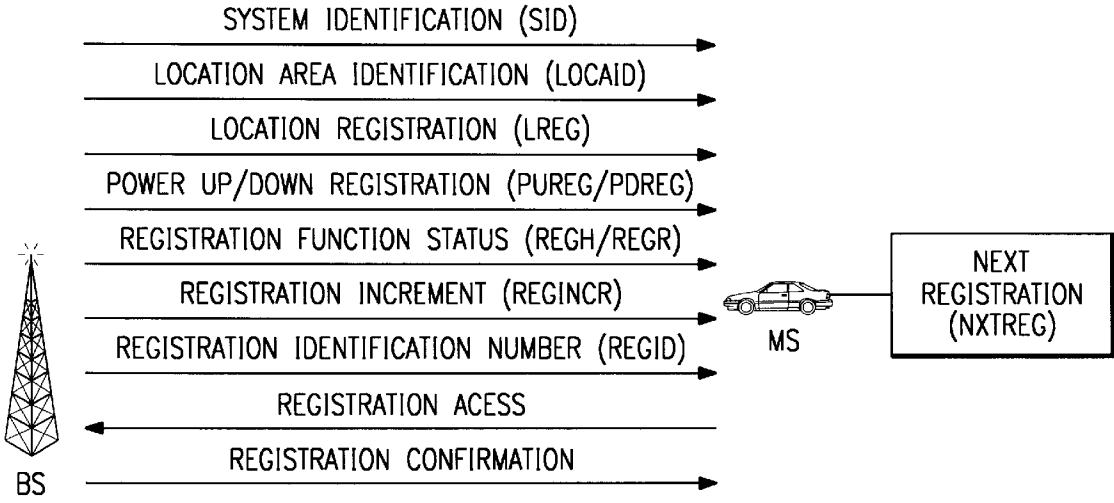 SYSTEM IDENTIFICATION (SID)
LOCATION AREA IDENTIFICATION (LOCAID)
LOCATION REGISTRATION (LREG)
POWER UP/DOWN REGISTRATION (PUREG/PDREG)
REGISTRATION FUNCTION STATUS (REGH/REGR)
REGISTRATION INCREMENT (REGINCR)
REGISTRATION IDENTIFICATION NUMBER (REGID)
REGISTRATION ACESS
REGISTRATION CONFIRMATION
BS
MS
NEXT
REGISTRATION
(NXTREG)